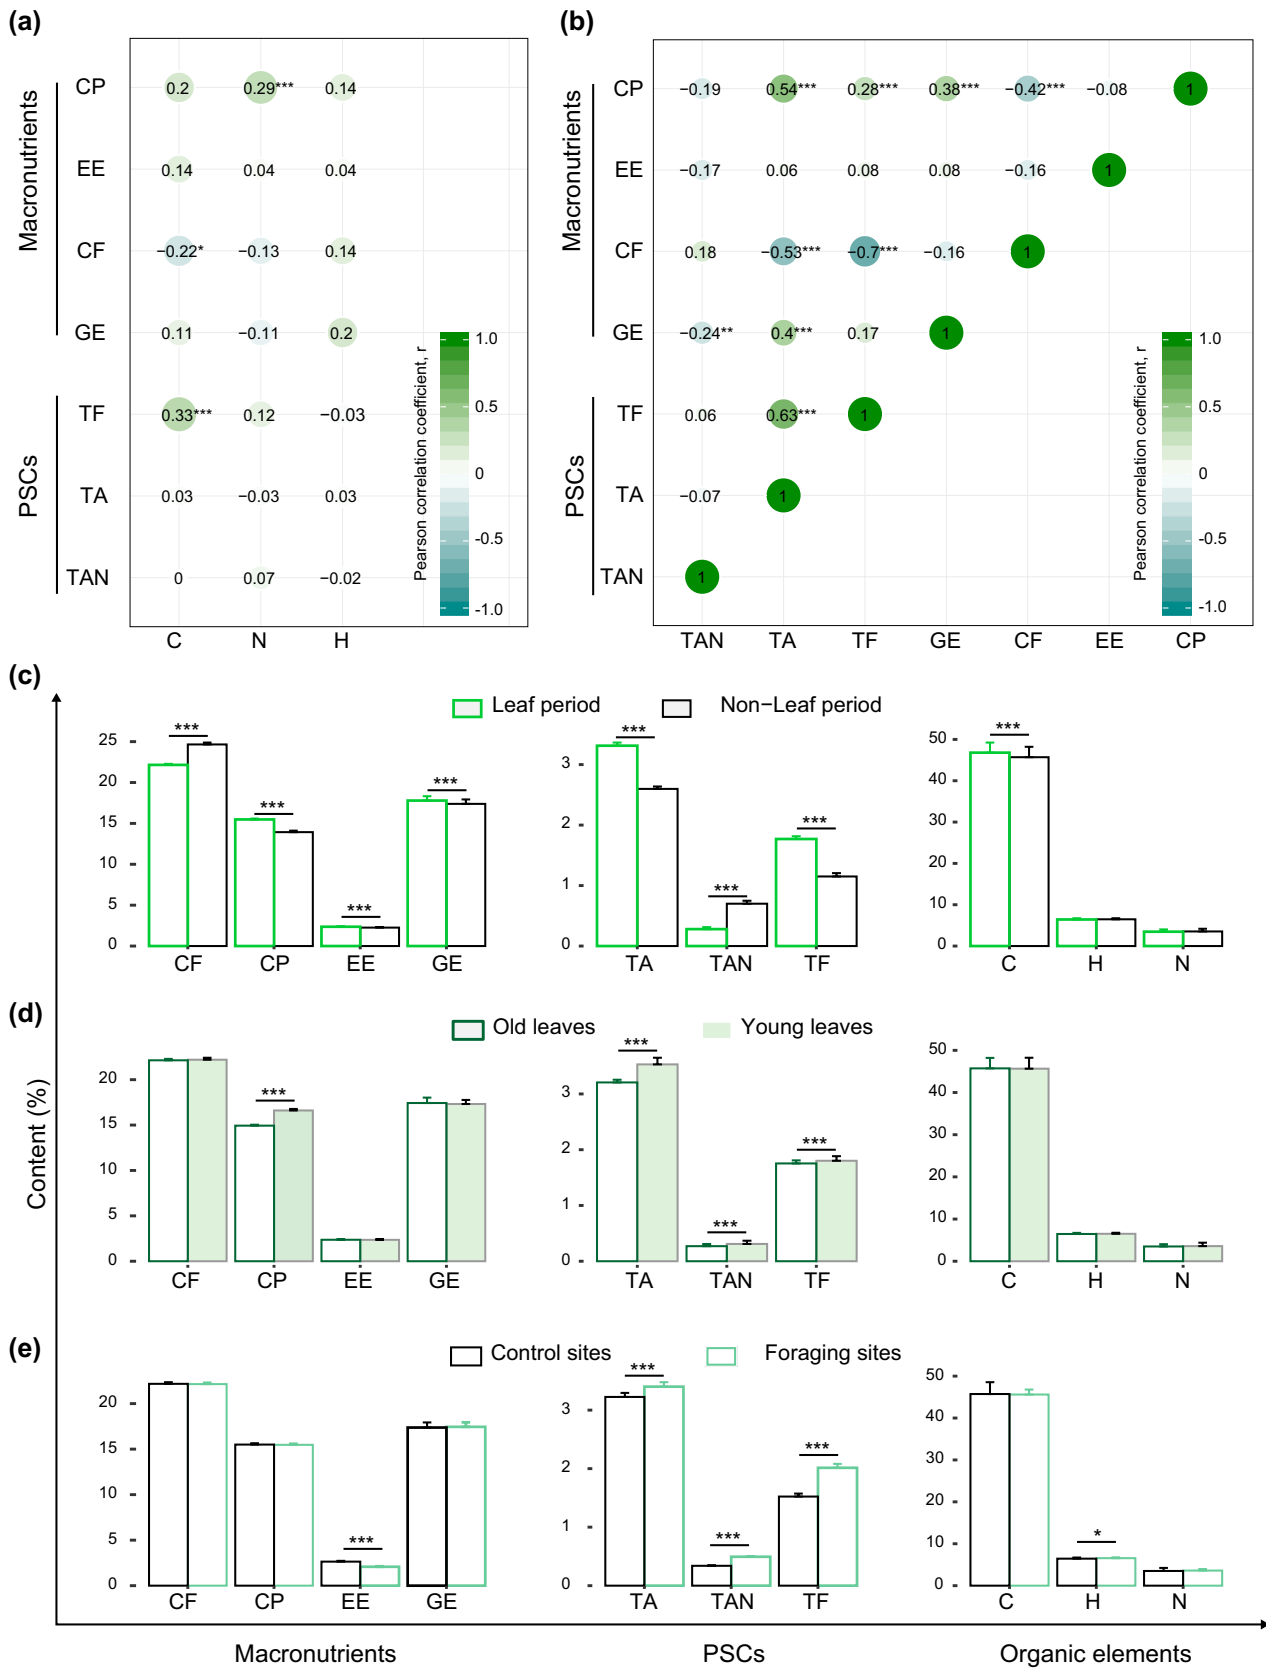 (a)
Macronutrients
PSCs
CP 0.2 0.29*** 0.14
EE 0.14 0.04 0.04
CF −0.22* −0.13 0.14
GE 0.11 −0.11 0.2
TF 0.33*** 0.12 −0.03
TA 0.03 −0.03 0.03
TAN 0 0.07 −0.02
C N H
Pearson correlation coefficient, r
1.0
0.5
0
-0.5
-1.0
(b)
Macronutrients
PSCs
CP −0.19 0.54*** 0.28*** 0.38*** −0.42*** −0.08 1
EE −0.17 0.06 0.08 0.08 −0.16 1
CF 0.18 −0.53*** −0.7*** −0.16 1
GE −0.24** 0.4*** 0.17 1
TF 0.06 0.63*** 1
TA −0.07 1
TAN 1
TAN TA TF GE CF EE CP
Pearson correlation coefficient, r
1.0
0.5
0
-0.5
-1.0
(c)
Leaf period Non−Leaf period
25
20
15
10
5
0
*** *** *** ***
CF CP EE GE
3
2
1
0
*** *** ***
TA TAN TF
50
40
30
20
10
0
***
C H N
(d)
Old leaves Young leaves
20
15
10
5
0
***
CF CP EE GE
3
2
1
0
*** *** ***
TA TAN TF
50
40
30
20
10
0
C H N
Content (%)
(e)
Control sites Foraging sites
20
15
10
5
0
***
CF CP EE GE
3
2
1
0
*** *** ***
TA TAN TF
50
40
30
20
10
0
*
C H N
Macronutrients PSCs Organic elements